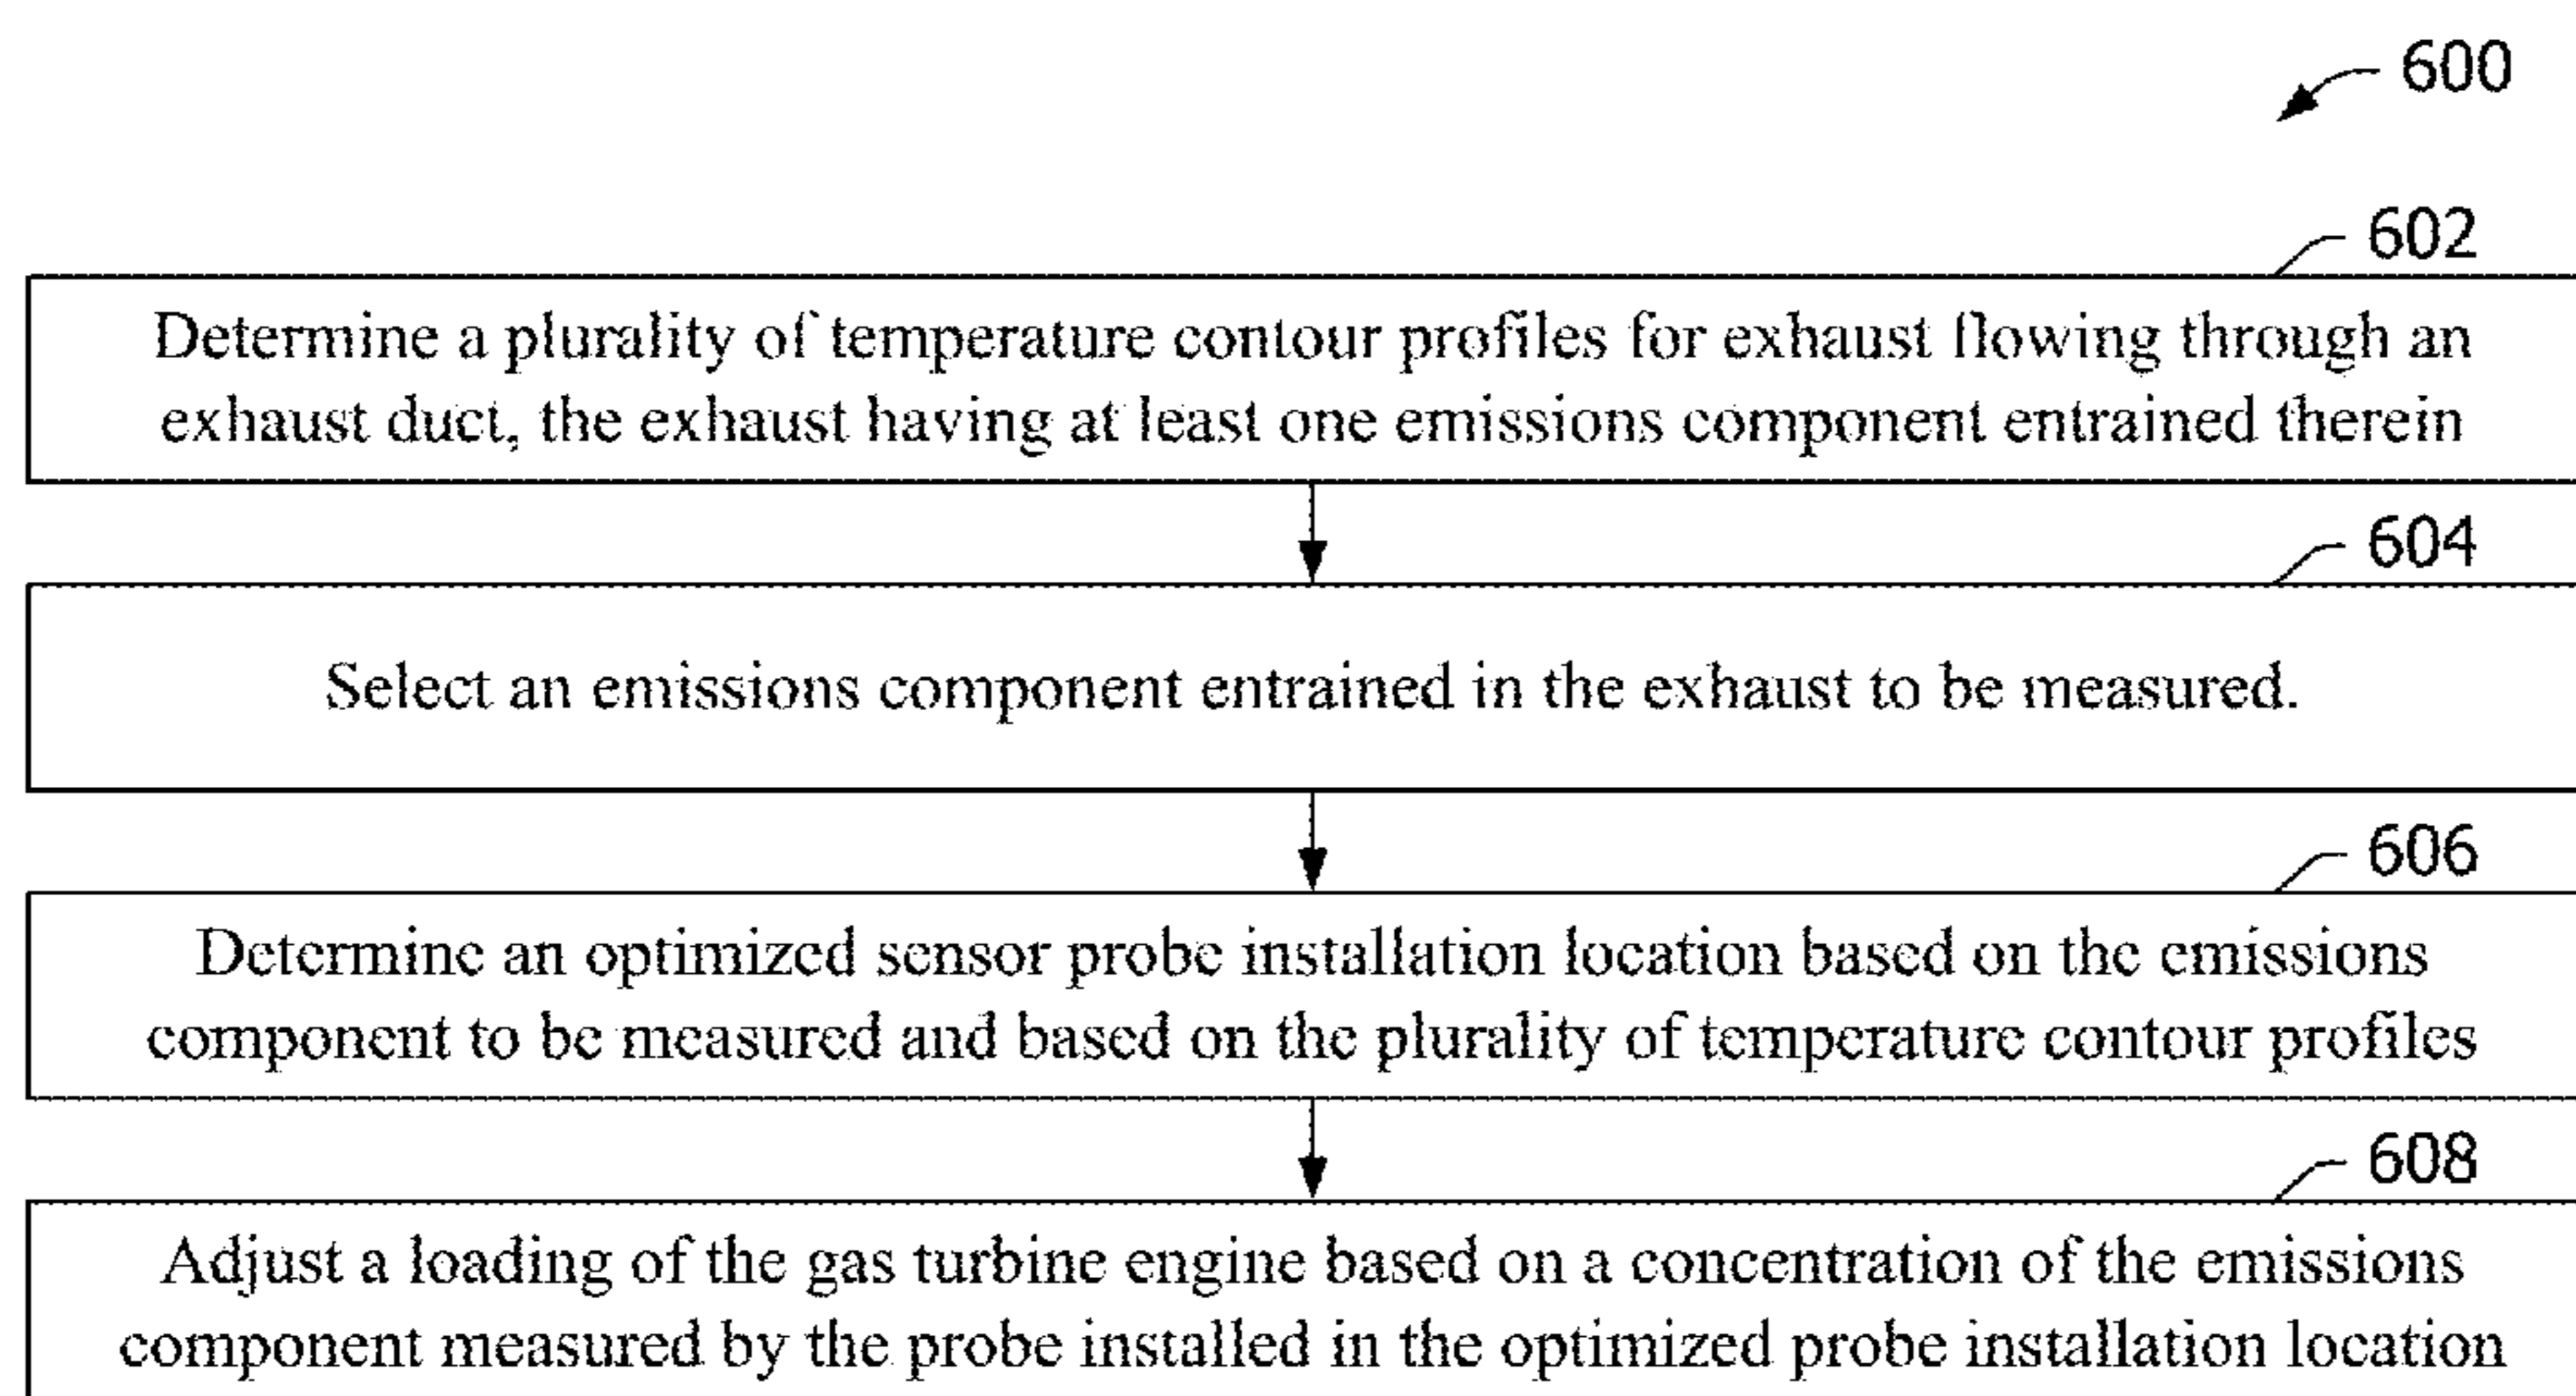 600
602
Determine a plurality of temperature contour profiles for exhaust flowing through an
exhaust duct, the exhaust having at least one emissions component entrained therein
604
Select an emissions component entrained in the exhaust to be measured.
606
Determine an optimized sensor probe installation location based on the emissions
component to be measured and based on the plurality of temperature contour profiles
608
Adjust a loading of the gas turbine engine based on a concentration of the emissions
component measured by the probe installed in the optimized probe installation location